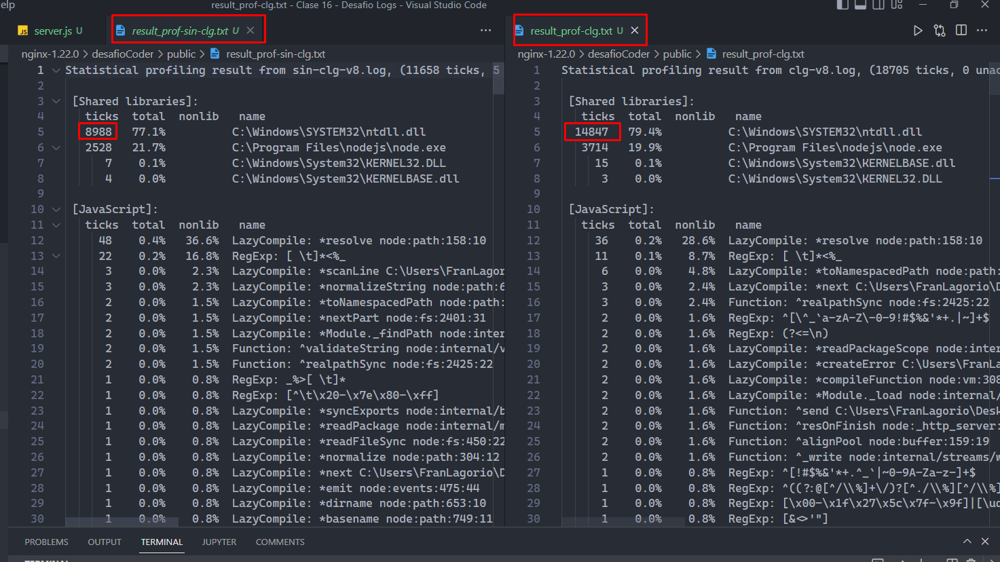 elp
result_prof-clg.txt - Clase 16 - Desafio Logs - Visual Studio Code
JS server.js U
result_prof-sin-clg.txt U
nginx-1.22.0 > desafioCoder > public > result_prof-sin-clg.txt
1 Statistical profiling result from sin-clg-v8.log, (11658 ticks, 5
2
3 [Shared libraries]:
4 ticks total nonlib name
5 8988 77.1% C:\Windows\SYSTEM32\ntdll.dll
6 2528 21.7% C:\Program Files\nodejs\node.exe
7 7 0.1% C:\Windows\System32\KERNEL32.DLL
8 4 0.0% C:\Windows\System32\KERNELBASE.dll
9
10 [JavaScript]:
11 ticks total nonlib name
12 48 0.4% 36.6% LazyCompile: *resolve node:path:158:10
13 22 0.2% 16.8% RegExp: [ \t]*<%_
14 3 0.0% 2.3% LazyCompile: *scanLine C:\Users\FranLagorio
15 3 0.0% 2.3% LazyCompile: *normalizeString node:path:6
16 2 0.0% 1.5% LazyCompile: *toNamespacedPath node:path:
17 2 0.0% 1.5% LazyCompile: *nextPart node:fs:2401:31
18 2 0.0% 1.5% LazyCompile: *Module._findPath node:inter
19 2 0.0% 1.5% Function: ^validateString node:internal/v
20 2 0.0% 1.5% Function: ^realpathSync node:fs:2425:22
21 1 0.0% 0.8% RegExp: _%>[ \t]*
22 1 0.0% 0.8% RegExp: [^\t\x20-\x7e\x80-\xff]
23 1 0.0% 0.8% LazyCompile: *syncExports node:internal/b
24 1 0.0% 0.8% LazyCompile: *readPackage node:internal/m
25 1 0.0% 0.8% LazyCompile: *readFileSync node:fs:450:22
26 1 0.0% 0.8% LazyCompile: *normalize node:path:304:12
27 1 0.0% 0.8% LazyCompile: *next C:\Users\FranLagorio\D
28 1 0.0% 0.8% LazyCompile: *emit node:events:475:44
29 1 0.0% 0.8% LazyCompile: *dirname node:path:653:10
30 1 0.0% 0.8% LazyCompile: *basename node:path:749:11
result_prof-clg.txt U
nginx-1.22.0 > desafioCoder > public > result_prof-clg.txt
1 Statistical profiling result from clg-v8.log, (18705 ticks, 0 unac
2
3 [Shared libraries]:
4 ticks total nonlib name
5 14847 79.4% C:\Windows\SYSTEM32\ntdll.dll
6 3714 19.9% C:\Program Files\nodejs\node.exe
7 15 0.1% C:\Windows\System32\KERNELBASE.dll
8 3 0.0% C:\Windows\System32\KERNEL32.DLL
9
10 [JavaScript]:
11 ticks total nonlib name
12 36 0.2% 28.6% LazyCompile: *resolve node:path:158:10
13 11 0.1% 8.7% RegExp: [ \t]*<%_
14 6 0.0% 4.8% LazyCompile: *toNamespacedPath node:path:
15 3 0.0% 2.4% LazyCompile: *next C:\Users\FranLagorio\D
16 3 0.0% 2.4% Function: ^realpathSync node:fs:2425:22
17 2 0.0% 1.6% RegExp: ^[\^_`a-zA-Z\-0-9!#$%&'*+.|~]+$
18 2 0.0% 1.6% RegExp: (?<=\n)
19 2 0.0% 1.6% LazyCompile: *readPackageScope node:inter
20 2 0.0% 1.6% LazyCompile: *createError C:\Users\FranLa
21 2 0.0% 1.6% LazyCompile: *compileFunction node:vm:308
22 2 0.0% 1.6% LazyCompile: *Module._load node:internal/
23 2 0.0% 1.6% Function: ^send C:\Users\FranLagorio\Desk
24 2 0.0% 1.6% Function: ^resOnFinish node:_http_server:
25 2 0.0% 1.6% Function: ^alignPool node:buffer:159:19
26 2 0.0% 1.6% Function: ^_write node:internal/streams/w
27 1 0.0% 0.8% RegExp: ^[!#$%&'*+.^_`|~0-9A-Za-z-]+$
28 1 0.0% 0.8% RegExp: ^((?:@[^/\\%]+\/)?[^./\\%][^/\\%]
29 1 0.0% 0.8% RegExp: [\x00-\x1f\x27\x5c\x7f-\x9f]|[\ud
30 1 0.0% 0.8% RegExp: [&<>'"]
PROBLEMS OUTPUT TERMINAL JUPYTER COMMENTS
TERMINAL